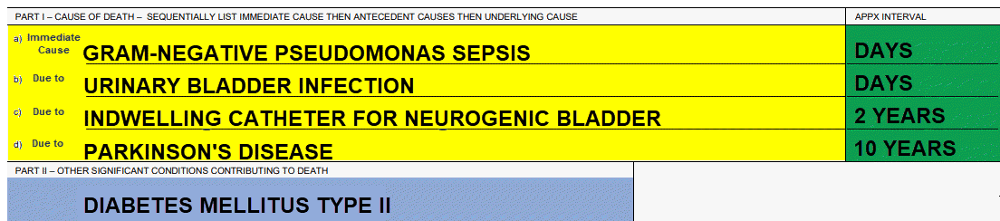 PART I – CAUSE OF DEATH – SEQUENTIALLY LIST IMMEDIATE CAUSE THEN ANTECEDENT CAUSES THEN UNDERLYING CAUSE APPX INTERVAL
a) Immediate Cause GRAM-NEGATIVE PSEUDOMONAS SEPSIS DAYS
b) Due to URINARY BLADDER INFECTION DAYS
c) Due to INDWELLING CATHETER FOR NEUROGENIC BLADDER 2 YEARS
d) Due to PARKINSON'S DISEASE 10 YEARS
PART II – OTHER SIGNIFICANT CONDITIONS CONTRIBUTING TO DEATH
DIABETES MELLITUS TYPE II